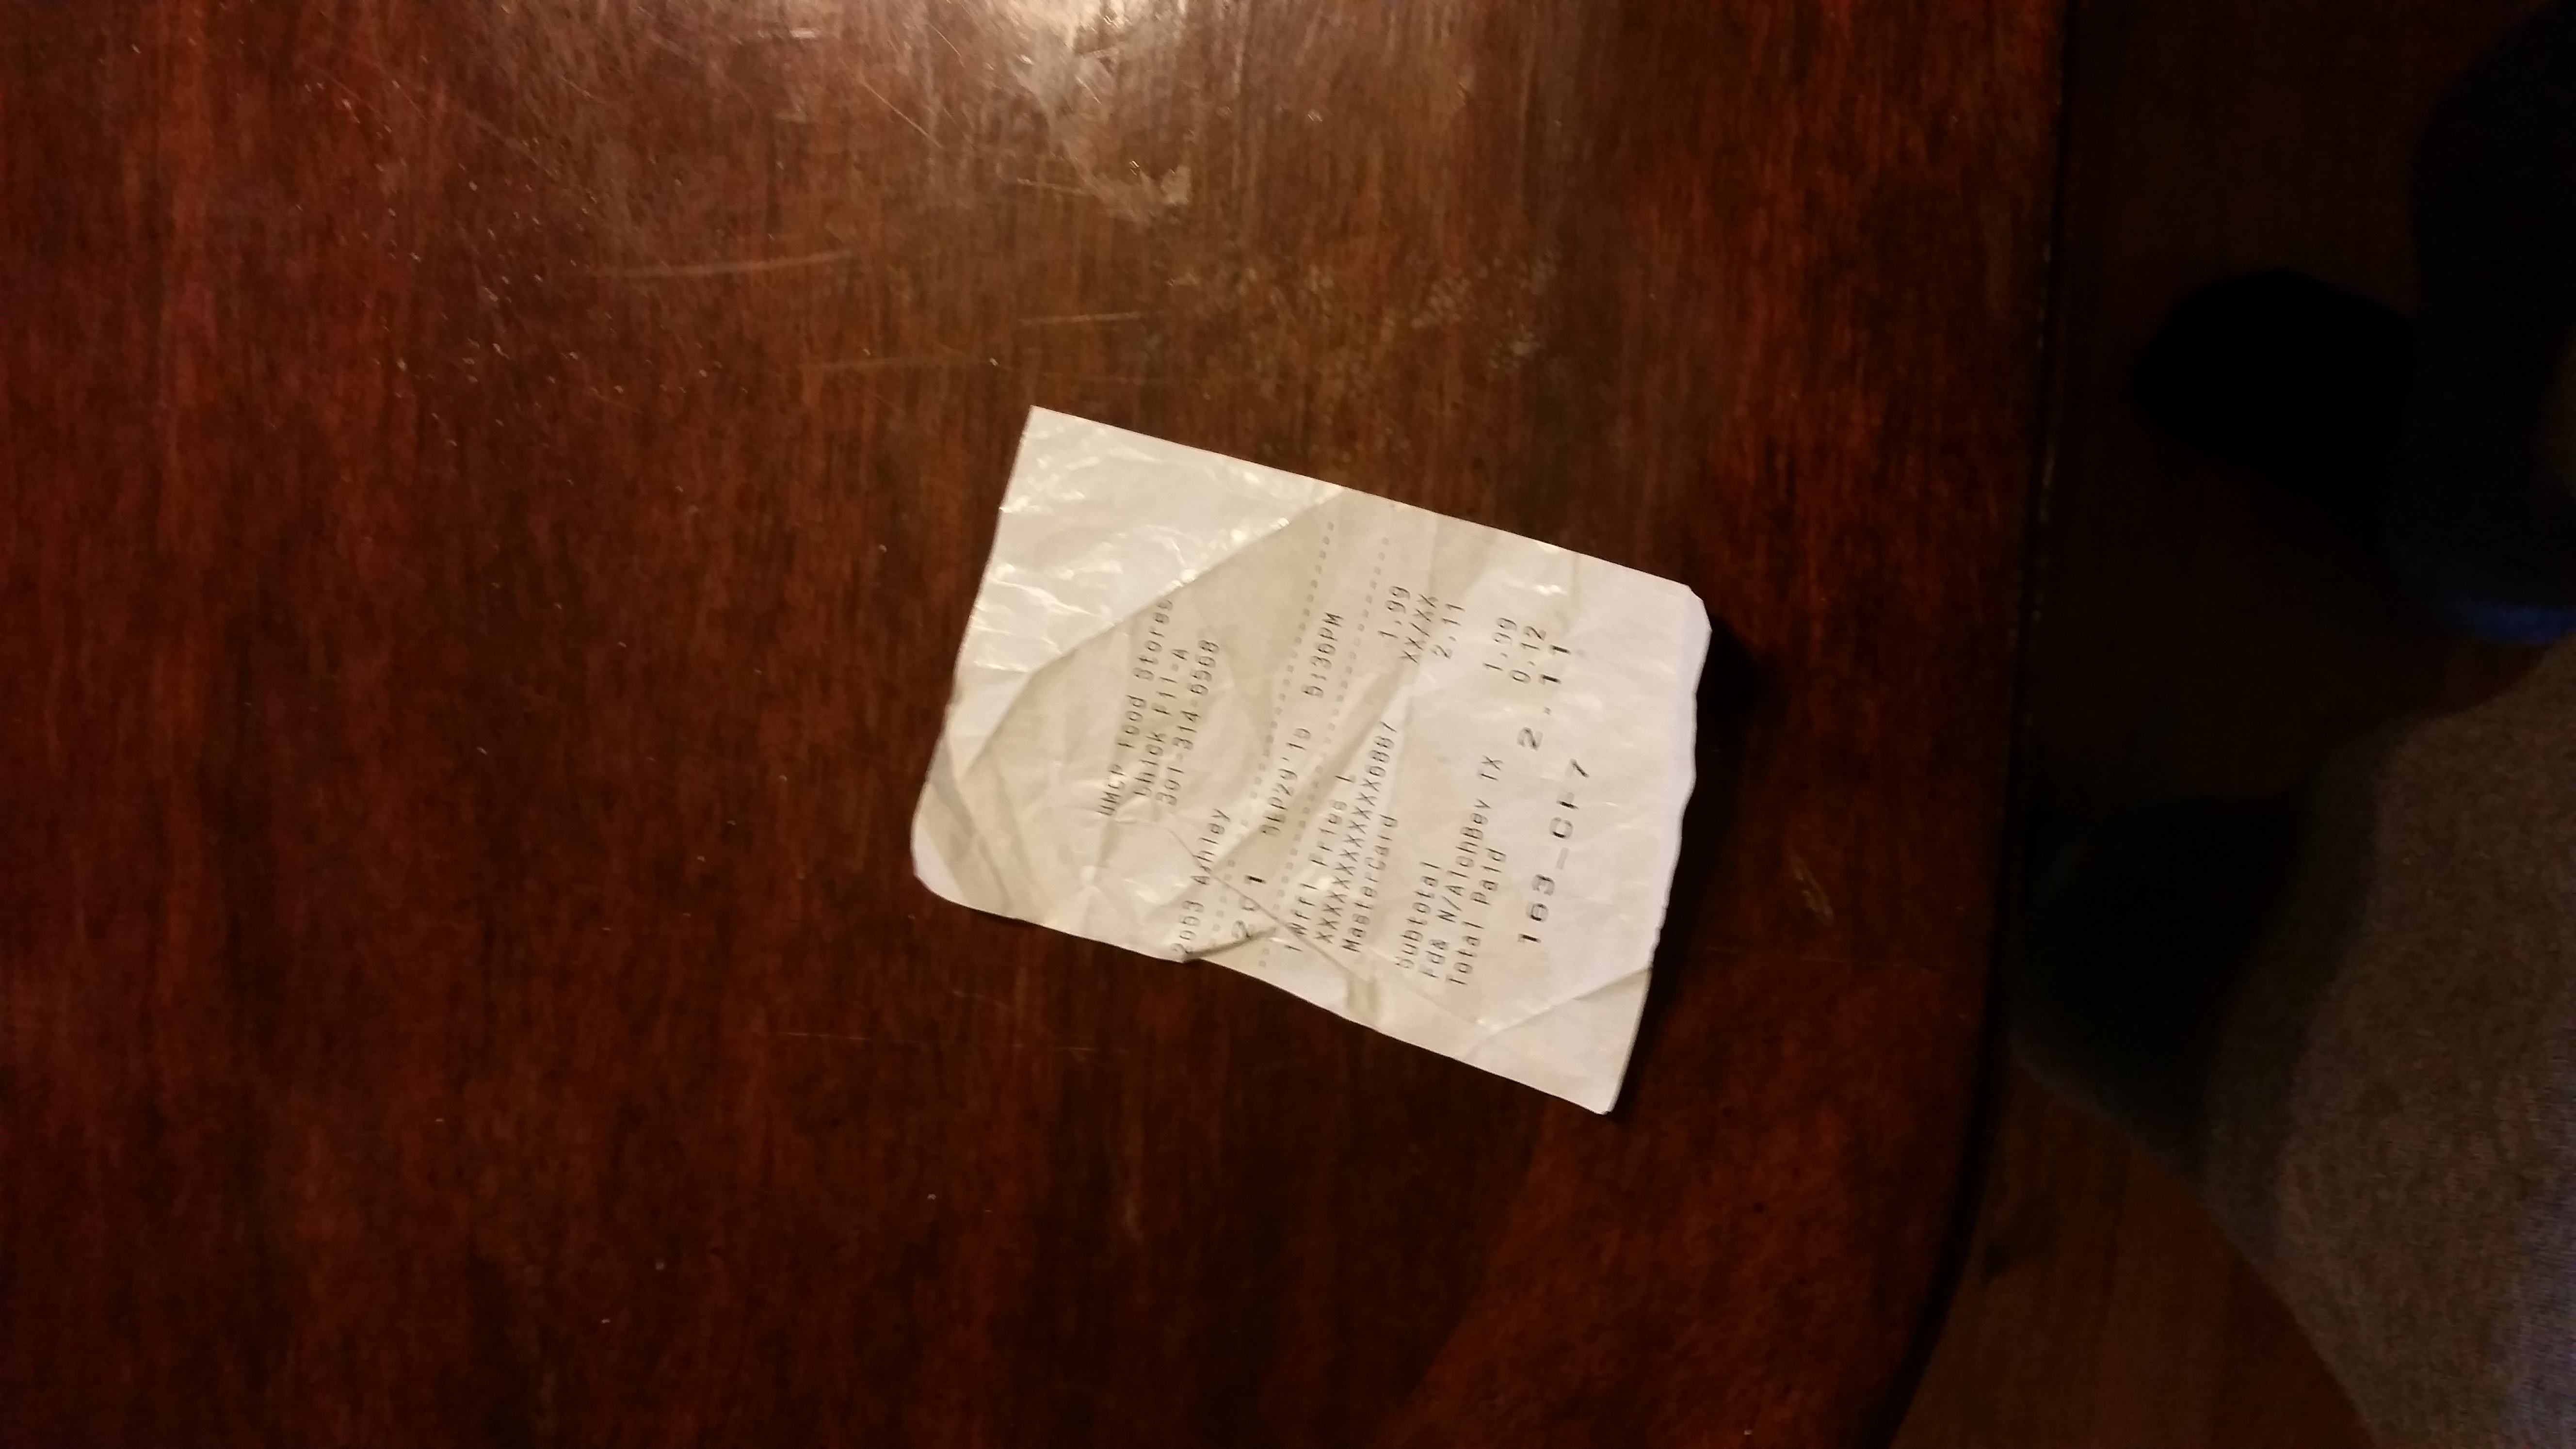 UMCP Food Stores
Chick Fil-A
301-314-6568
2053 Ashley
SEP29'15 5:36PM
1 Wffl Fries L 1.99
XXXXXXXXXXXX6887 XX/XX
MasterCard 2.11
Subtotal 1.99
Fd& N/AlchBev TX 0.12
Total Paid 2.11
163_CF7